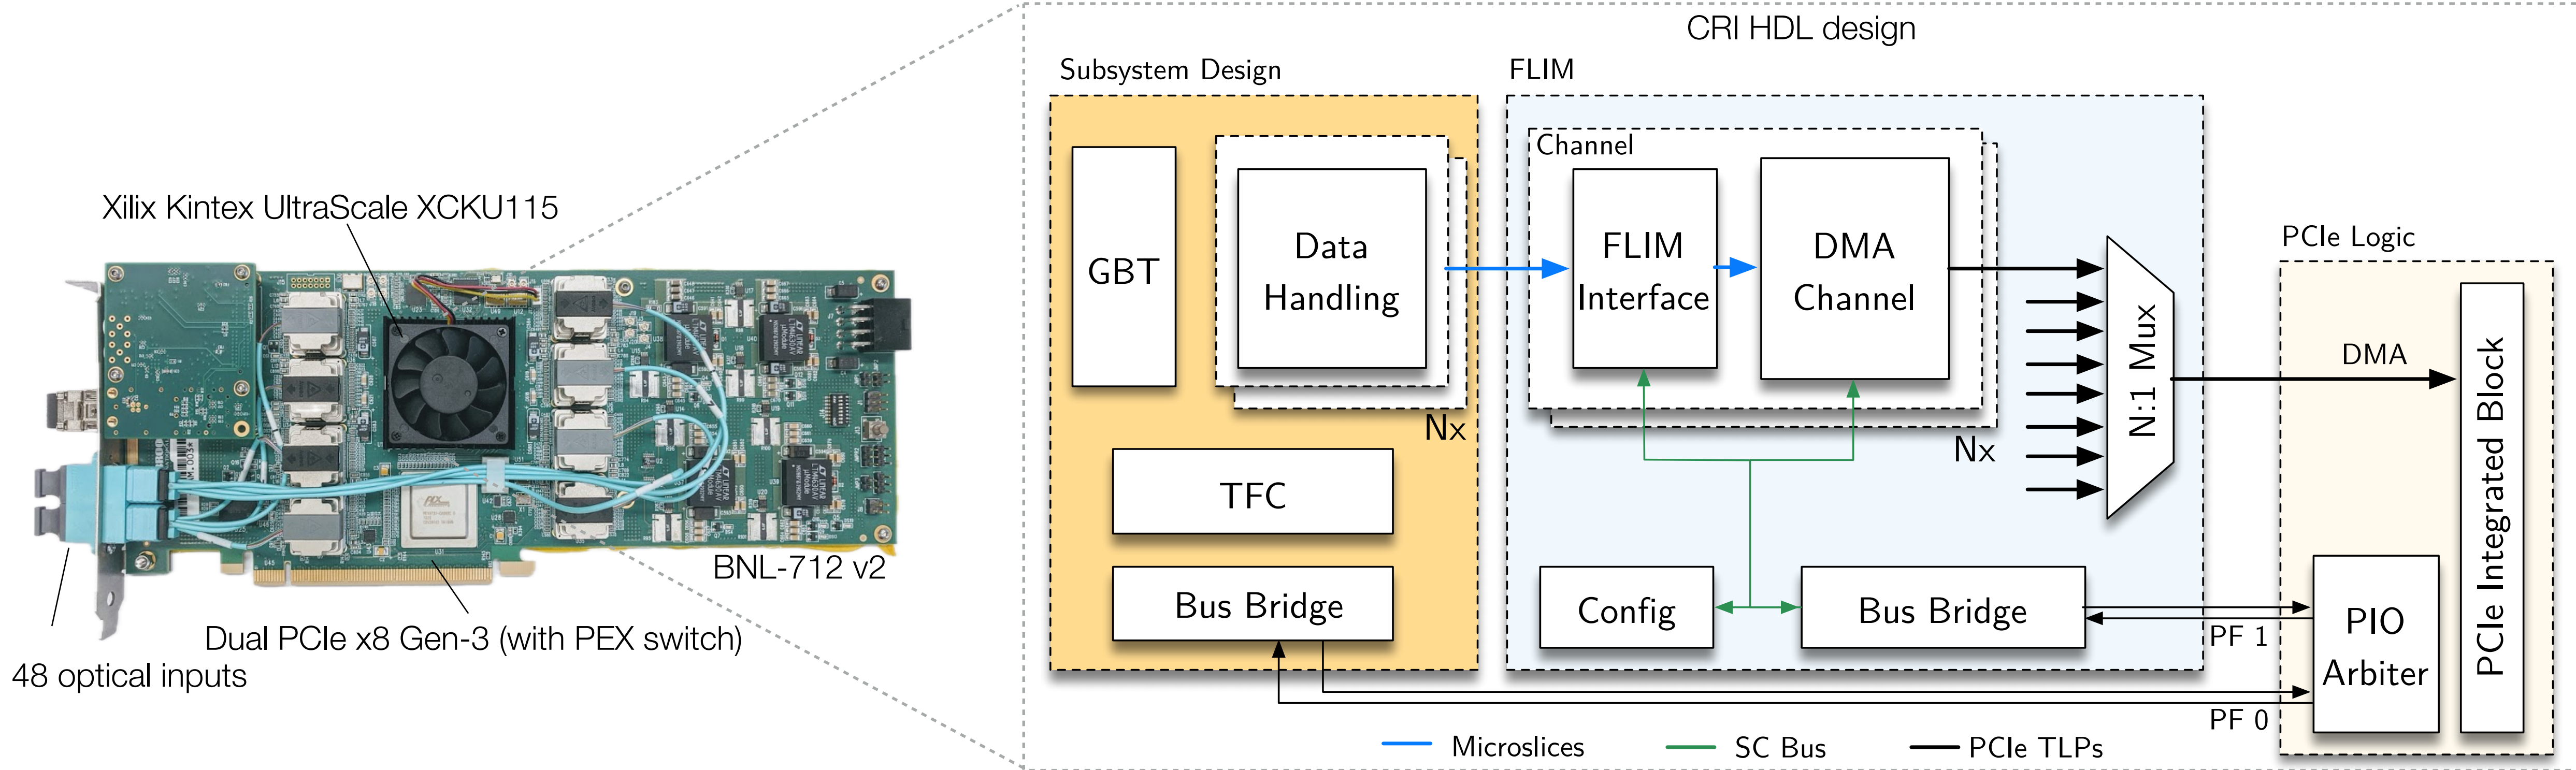 CRI HDL design
Subsystem Design
FLIM
Channel
GBT
Data
Handling
Nx
FLIM
Interface
DMA
Channel
Nx
N:1 Mux
TFC
Bus Bridge
Config
Bus Bridge
PCIe Logic
DMA
PCIe Integrated Block
PIO
Arbiter
PF 1
PF 0
Microslices
SC Bus
PCIe TLPs
Xilix Kintex UltraScale XCKU115
BNL-712 v2
Dual PCIe x8 Gen-3 (with PEX switch)
48 optical inputs